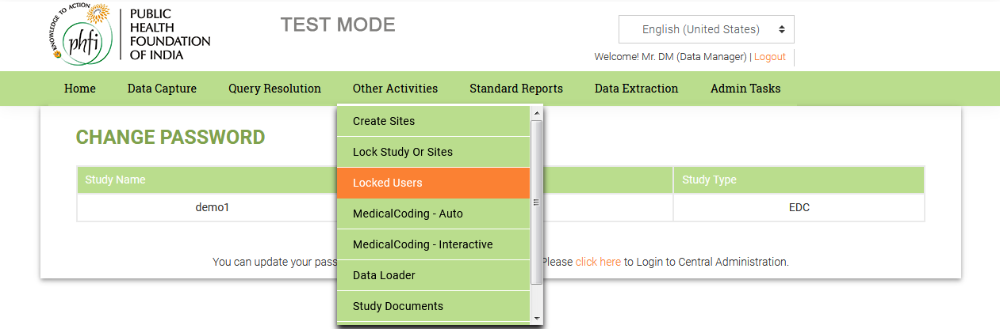 KNOWLEDGE TO ACTION
phfi
PUBLIC
HEALTH
FOUNDATION
OF INDIA
TEST MODE
English (United States)
Welcome! Mr. DM (Data Manager) | Logout
Home Data Capture Query Resolution Other Activities Standard Reports Data Extraction Admin Tasks
Create Sites
Lock Study Or Sites
Locked Users
MedicalCoding - Auto
MedicalCoding - Interactive
Data Loader
Study Documents
CHANGE PASSWORD
Study Name Study Type
demo1 EDC
You can update your pass Please click here to Login to Central Administration.